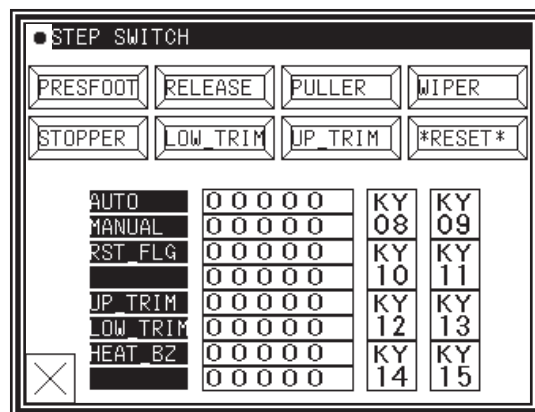 ●STEP SWITCH
PRESFOOT RELEASE PULLER WIPER
STOPPER LOW_TRIM UP_TRIM *RESET*
AUTO 00000 KY 08 KY 09
MANUAL 00000
RST_FLG 00000 KY 10 KY 11
00000
UP_TRIM 00000 KY 12 KY 13
LOW_TRIM 00000
HEAT_BZ 00000 KY 14 KY 15
00000